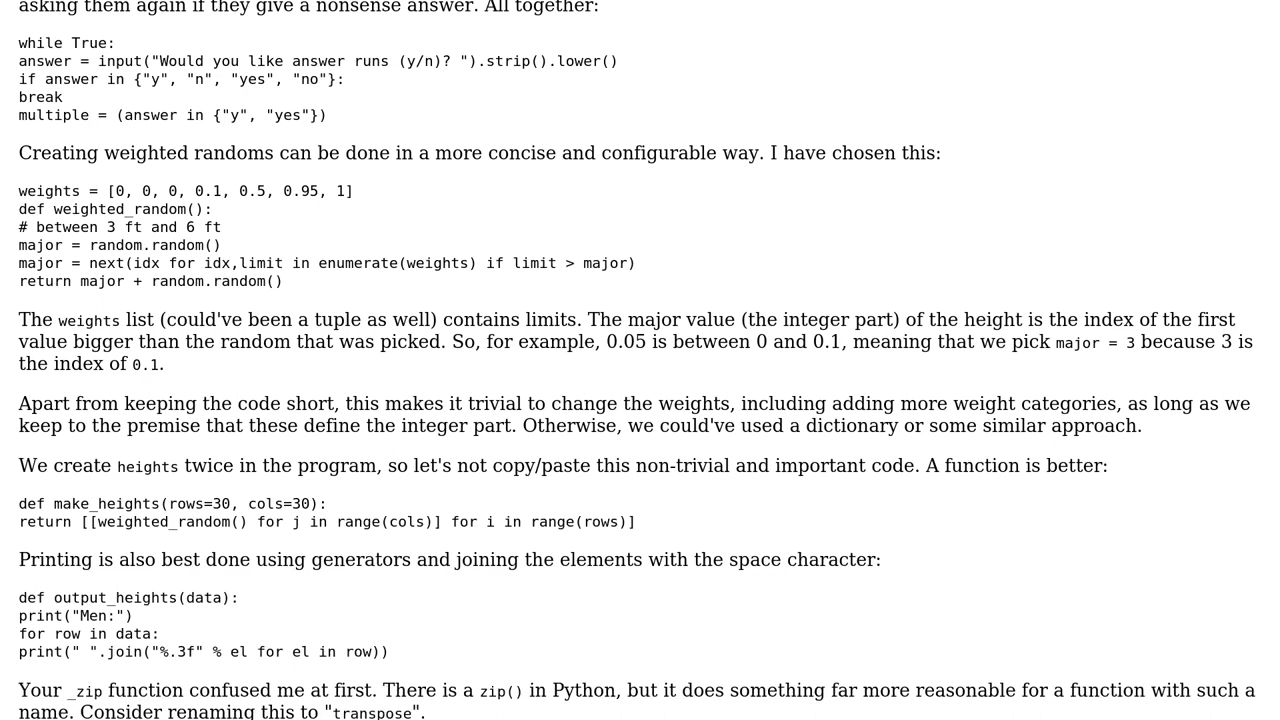 asking them again if they give a nonsense answer. All together:
while True:
answer = input("Would you like answer runs (y/n)? ").strip().lower()
if answer in {"y", "n", "yes", "no"}:
break
multiple = (answer in {"y", "yes"})
Creating weighted randoms can be done in a more concise and configurable way. I have chosen this:
weights = [0, 0, 0, 0.1, 0.5, 0.95, 1]
def weighted_random():
# between 3 ft and 6 ft
major = random.random()
major = next(idx for idx,limit in enumerate(weights) if limit > major)
return major + random.random()
The weights list (could've been a tuple as well) contains limits. The major value (the integer part) of the height is the index of the first
value bigger than the random that was picked. So, for example, 0.05 is between 0 and 0.1, meaning that we pick major = 3 because 3 is
the index of 0.1.
Apart from keeping the code short, this makes it trivial to change the weights, including adding more weight categories, as long as we
keep to the premise that these define the integer part. Otherwise, we could've used a dictionary or some similar approach.
We create heights twice in the program, so let's not copy/paste this non-trivial and important code. A function is better:
def make_heights(rows=30, cols=30):
return [[weighted_random() for j in range(cols)] for i in range(rows)]
Printing is also best done using generators and joining the elements with the space character:
def output_heights(data):
print("Men:")
for row in data:
print(" ".join("%.3f" % el for el in row))
Your _zip function confused me at first. There is a zip() in Python, but it does something far more reasonable for a function with such a
name. Consider renaming this to "transpose".